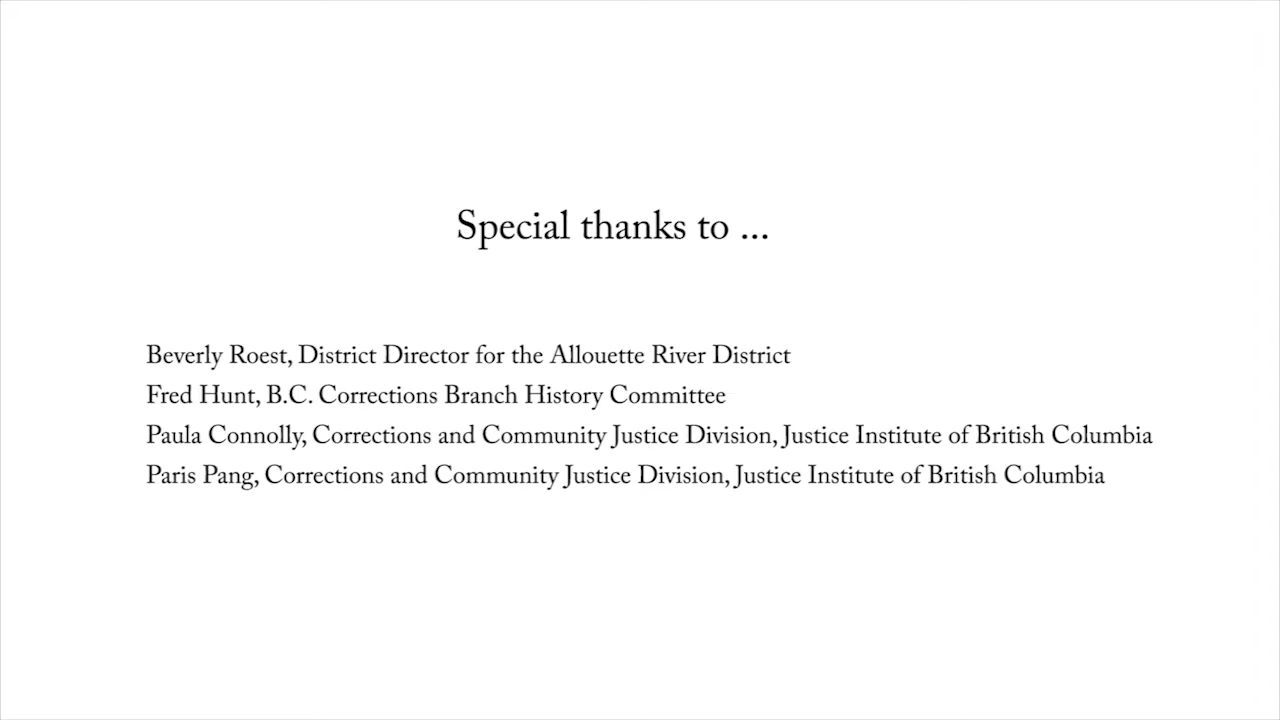 Special thanks to ...
Beverly Roest, District Director for the Allouette River District
Fred Hunt, B.C. Corrections Branch History Committee
Paula Connolly, Corrections and Community Justice Division, Justice Institute of British Columbia
Paris Pang, Corrections and Community Justice Division, Justice Institute of British Columbia